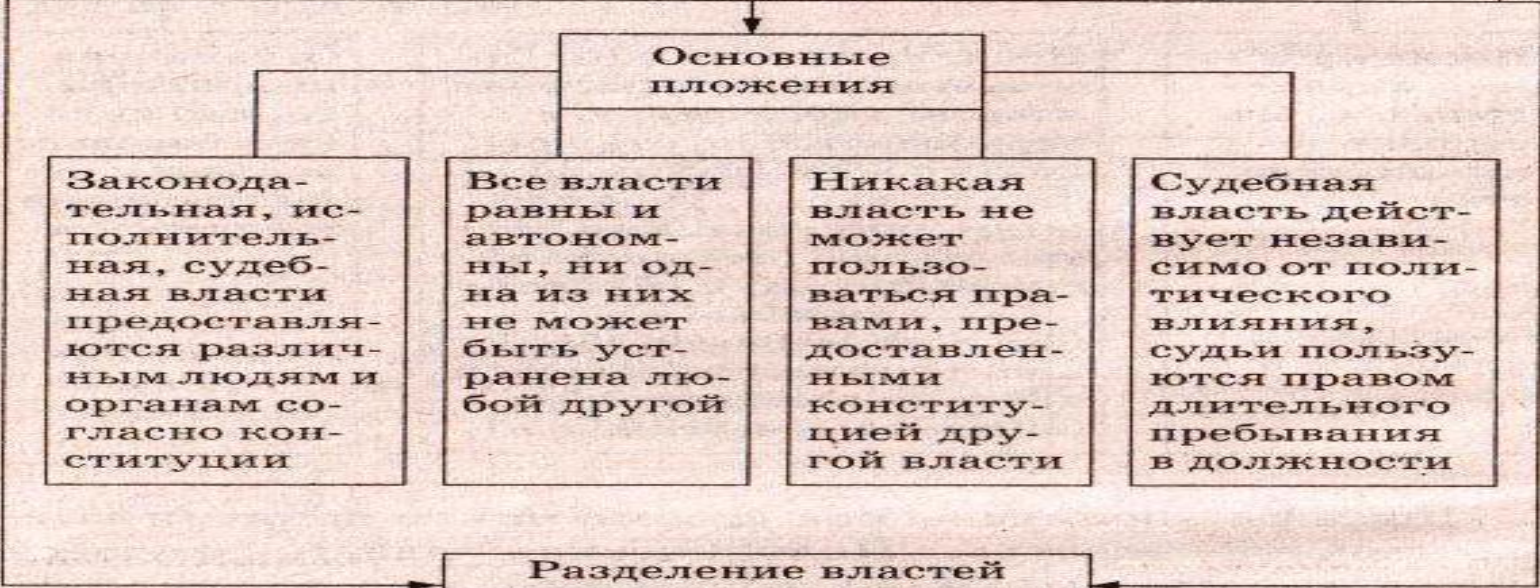 Основные
пложения
Законода-
тельная, ис-
полнитель-
ная, судеб-
ная власти
предоставля-
ются различ-
ным людям и
органам со-
гласно кон-
ституции
Все власти
равны и
автоном-
ны, ни од-
на из них
не может
быть уст-
ранена лю-
бой другой
Никакая
власть не
может
пользо-
ваться пра-
вами, пре-
доставлен-
ными
конститу-
цией дру-
гой власти
Судебная
власть дейст-
вует незави-
симо от поли-
тического
влияния,
судьи пользу-
ются правом
длительного
пребывания
в должности
Разделение властей